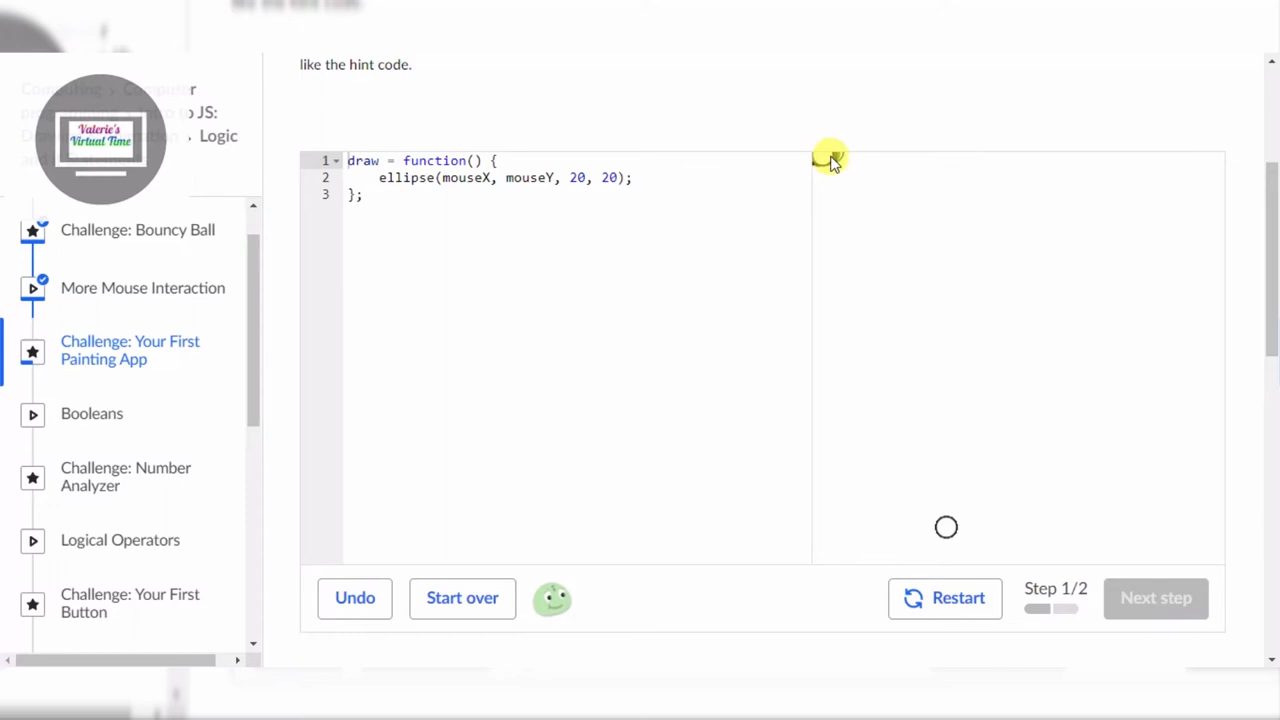 like the hint code.
Computing > Computer
JS:
Logic
Valerie's
Virtual Time
1 draw = function() {
2 ellipse(mouseX, mouseY, 20, 20);
3 };
Challenge: Bouncy Ball
More Mouse Interaction
Challenge: Your First
Painting App
Booleans
Challenge: Number
Analyzer
Logical Operators
Challenge: Your First
Button
Undo
Start over
Restart
Step 1/2
Next step